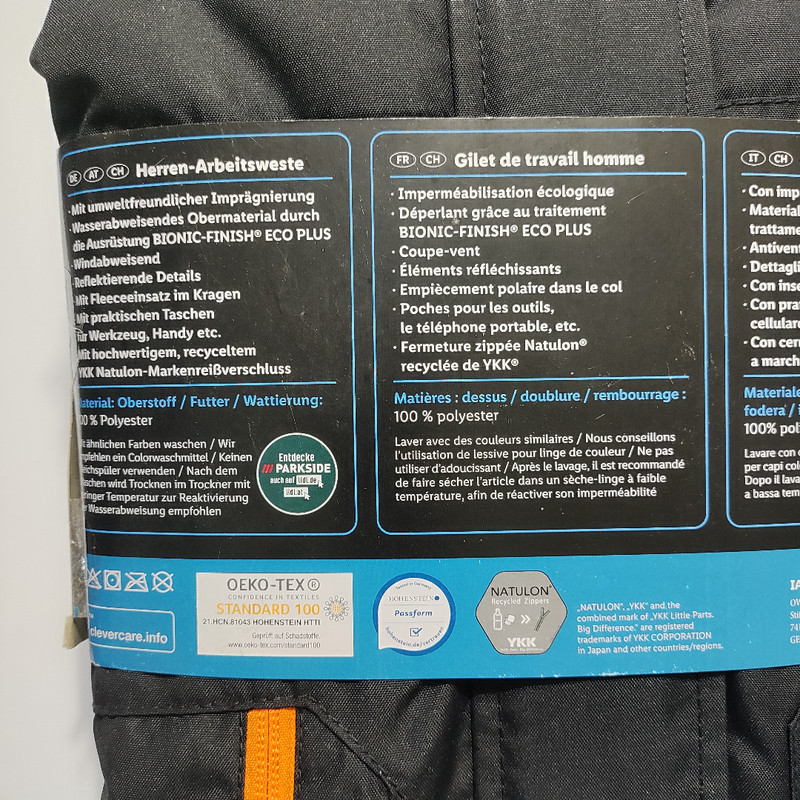 DE AT CH Herren-Arbeitsweste
· Mit umweltfreundlicher Imprägnierung
· Wasserabweisendes Obermaterial durch
die Ausrüstung BIONIC-FINISH® ECO PLUS
· Windabweisend
· Reflektierende Details
· Mit Fleeceeinsatz im Kragen
· Mit praktischen Taschen
für Werkzeug, Handy etc.
· Mit hochwertigem, recyceltem
YKK Natulon-Markenreißverschluss
Material: Oberstoff / Futter / Wattierung:
100 % Polyester
ähnlichen Farben waschen / Wir
empfehlen ein Colorwaschmittel / Keinen
Weichspüler verwenden / Nach dem
Waschen wird Trocknen im Trockner mit
geringer Temperatur zur Reaktivierung
der Wasserabweisung empfohlen
Entdecke
/// PARKSIDE
auch auf lidl.de
lidl.at
FR CH Gilet de travail homme
· Imperméabilisation écologique
· Déperlant grâce au traitement
BIONIC-FINISH® ECO PLUS
· Coupe-vent
· Éléments réfléchissants
· Empiècement polaire dans le col
· Poches pour les outils,
le téléphone portable, etc.
· Fermeture zippée Natulon®
recyclée de YKK®
Matières : dessus / doublure / rembourrage :
100 % polyester
Laver avec des couleurs similaires / Nous conseillons
l'utilisation de lessive pour linge de couleur / Ne pas
utiliser d'adoucissant / Après le lavage, il est recommandé
de faire sécher l'article dans un sèche-linge à faible
température, afin de réactiver son imperméabilité
IT CH
· Con imp
· Material
trattame
· Antivent
· Dettagli
· Con inse
· Con pra
cellulare
· Con cern
a march
Materiale
fodera / i
100% poli
Lavare con c
per capi colo
Dopo il lava
a bassa tem
clevercare.info
OEKO-TEX®
CONFIDENCE IN TEXTILES
STANDARD 100
21.HCN.81043 HOHENSTEIN HTTI
Geprüft auf Schadstoffe.
www.oeko-tex.com/standard100
HOHENSTEIN
Passform
hohenstein.de/vertrauen
NATULON®
Recycled Zippers
YKK
„NATULON", „YKK" and the
combined mark of „YKK Little Parts.
Big Difference." are registered
trademarks of YKK CORPORATION
in Japan and other countries/regions.